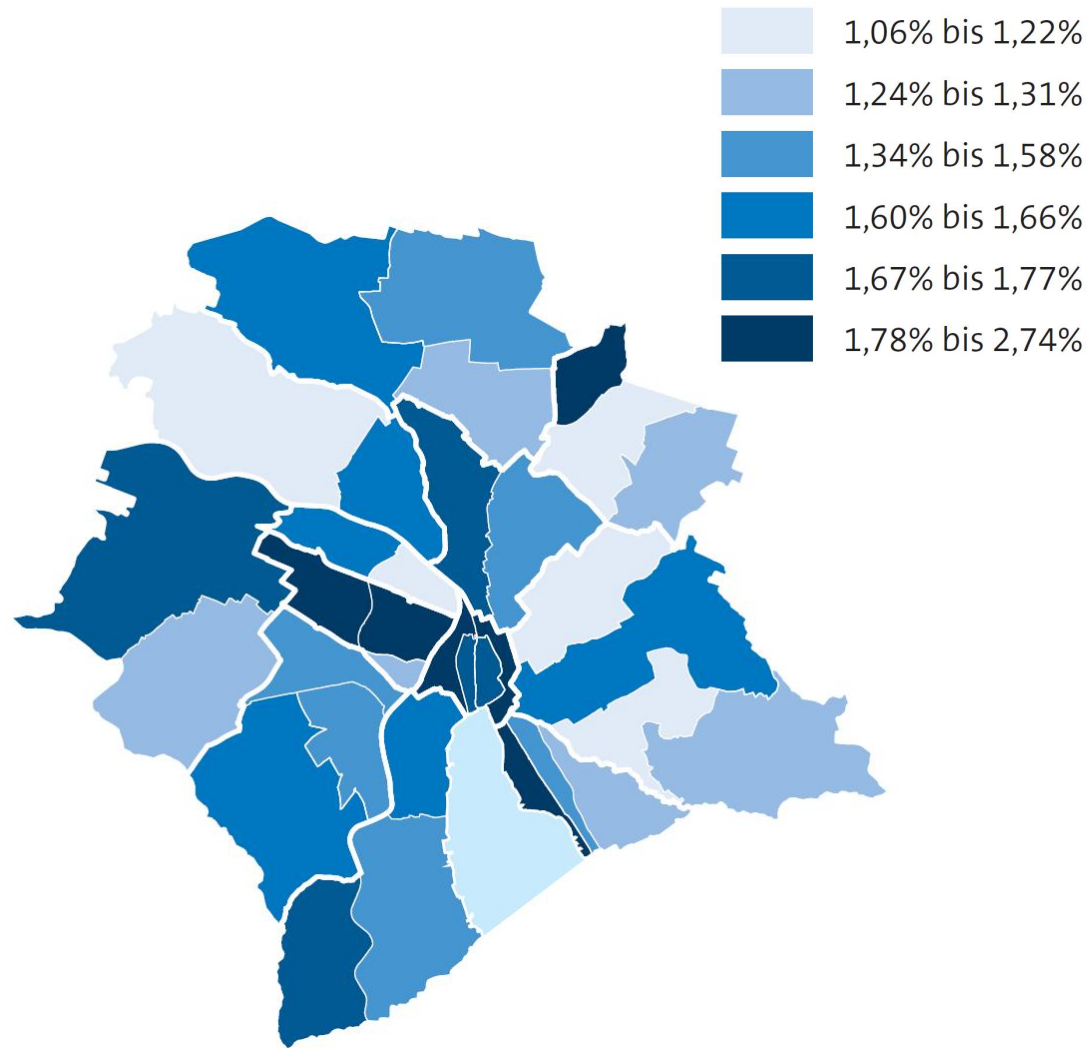 1,06% bis 1,22%
1,24% bis 1,31%
1,34% bis 1,58%
1,60% bis 1,66%
1,67% bis 1,77%
1,78% bis 2,74%